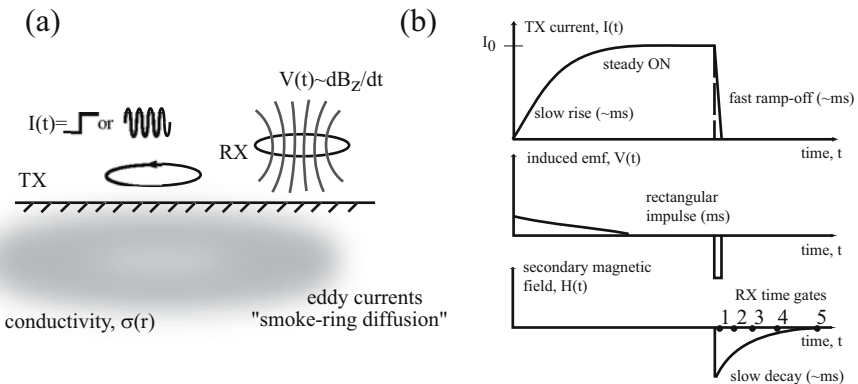 (a)
V(t)~dB_Z/dt
I(t)= or
RX
TX
eddy currents
"smoke-ring diffusion"
conductivity, σ(r)
(b)
TX current, I(t)
I_0
steady ON
slow rise (~ms)
fast ramp-off (~ms)
time, t
induced emf, V(t)
rectangular
impulse (ms)
time, t
secondary magnetic
field, H(t)
RX time gates
1 2 3 4 5
time, t
slow decay (~ms)